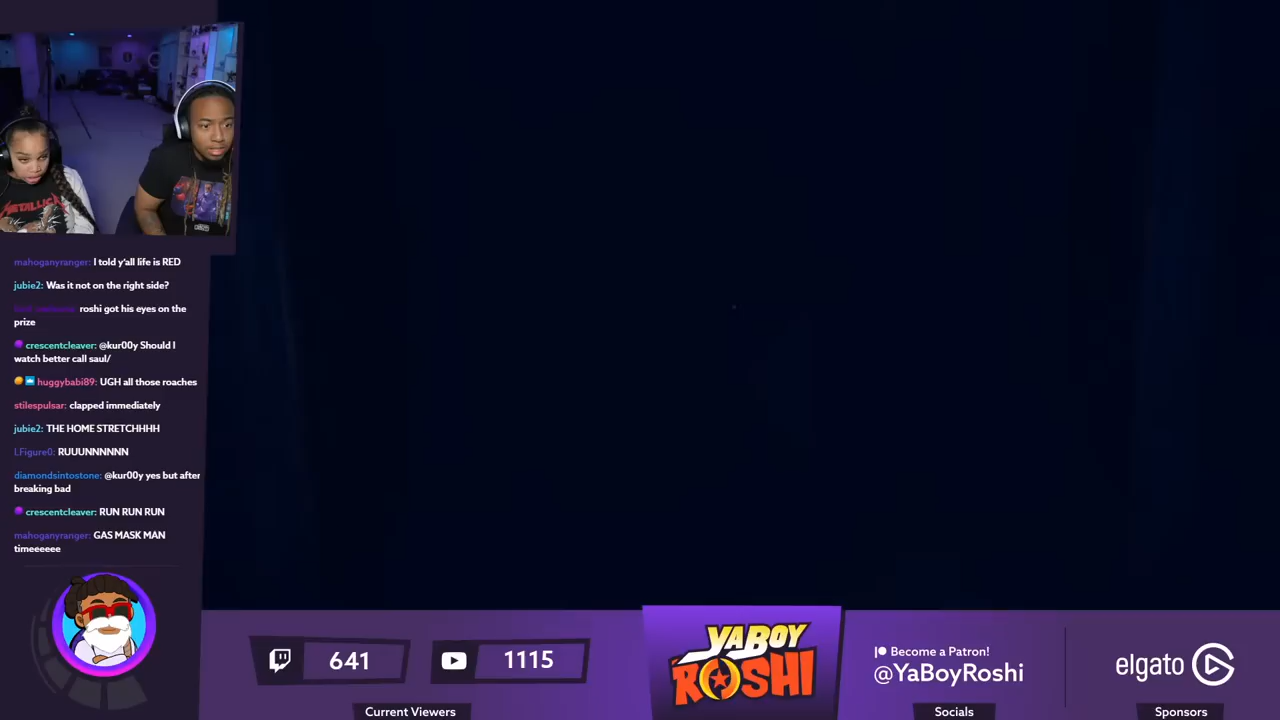 METALLICA
mahoganyranger: I told y'all life is RED
jubie2: Was it not on the right side?
roshi got his eyes on the
prize
crescentcleaver: @kur00y Should I
watch better call saul/
huggybabi89: UGH all those roaches
stilespulsar: clapped immediately
jubie2: THE HOME STRETCHHHH
LFigure0: RUUUNNNNNN
diamondsintostone: @kur00y yes but after
breaking bad
crescentcleaver: RUN RUN RUN
mahoganyranger: GAS MASK MAN
timeeeeee
641
1115
Current Viewers
YABOY
ROSHI
Become a Patron!
@YaBoyRoshi
Socials
elgato
Sponsors